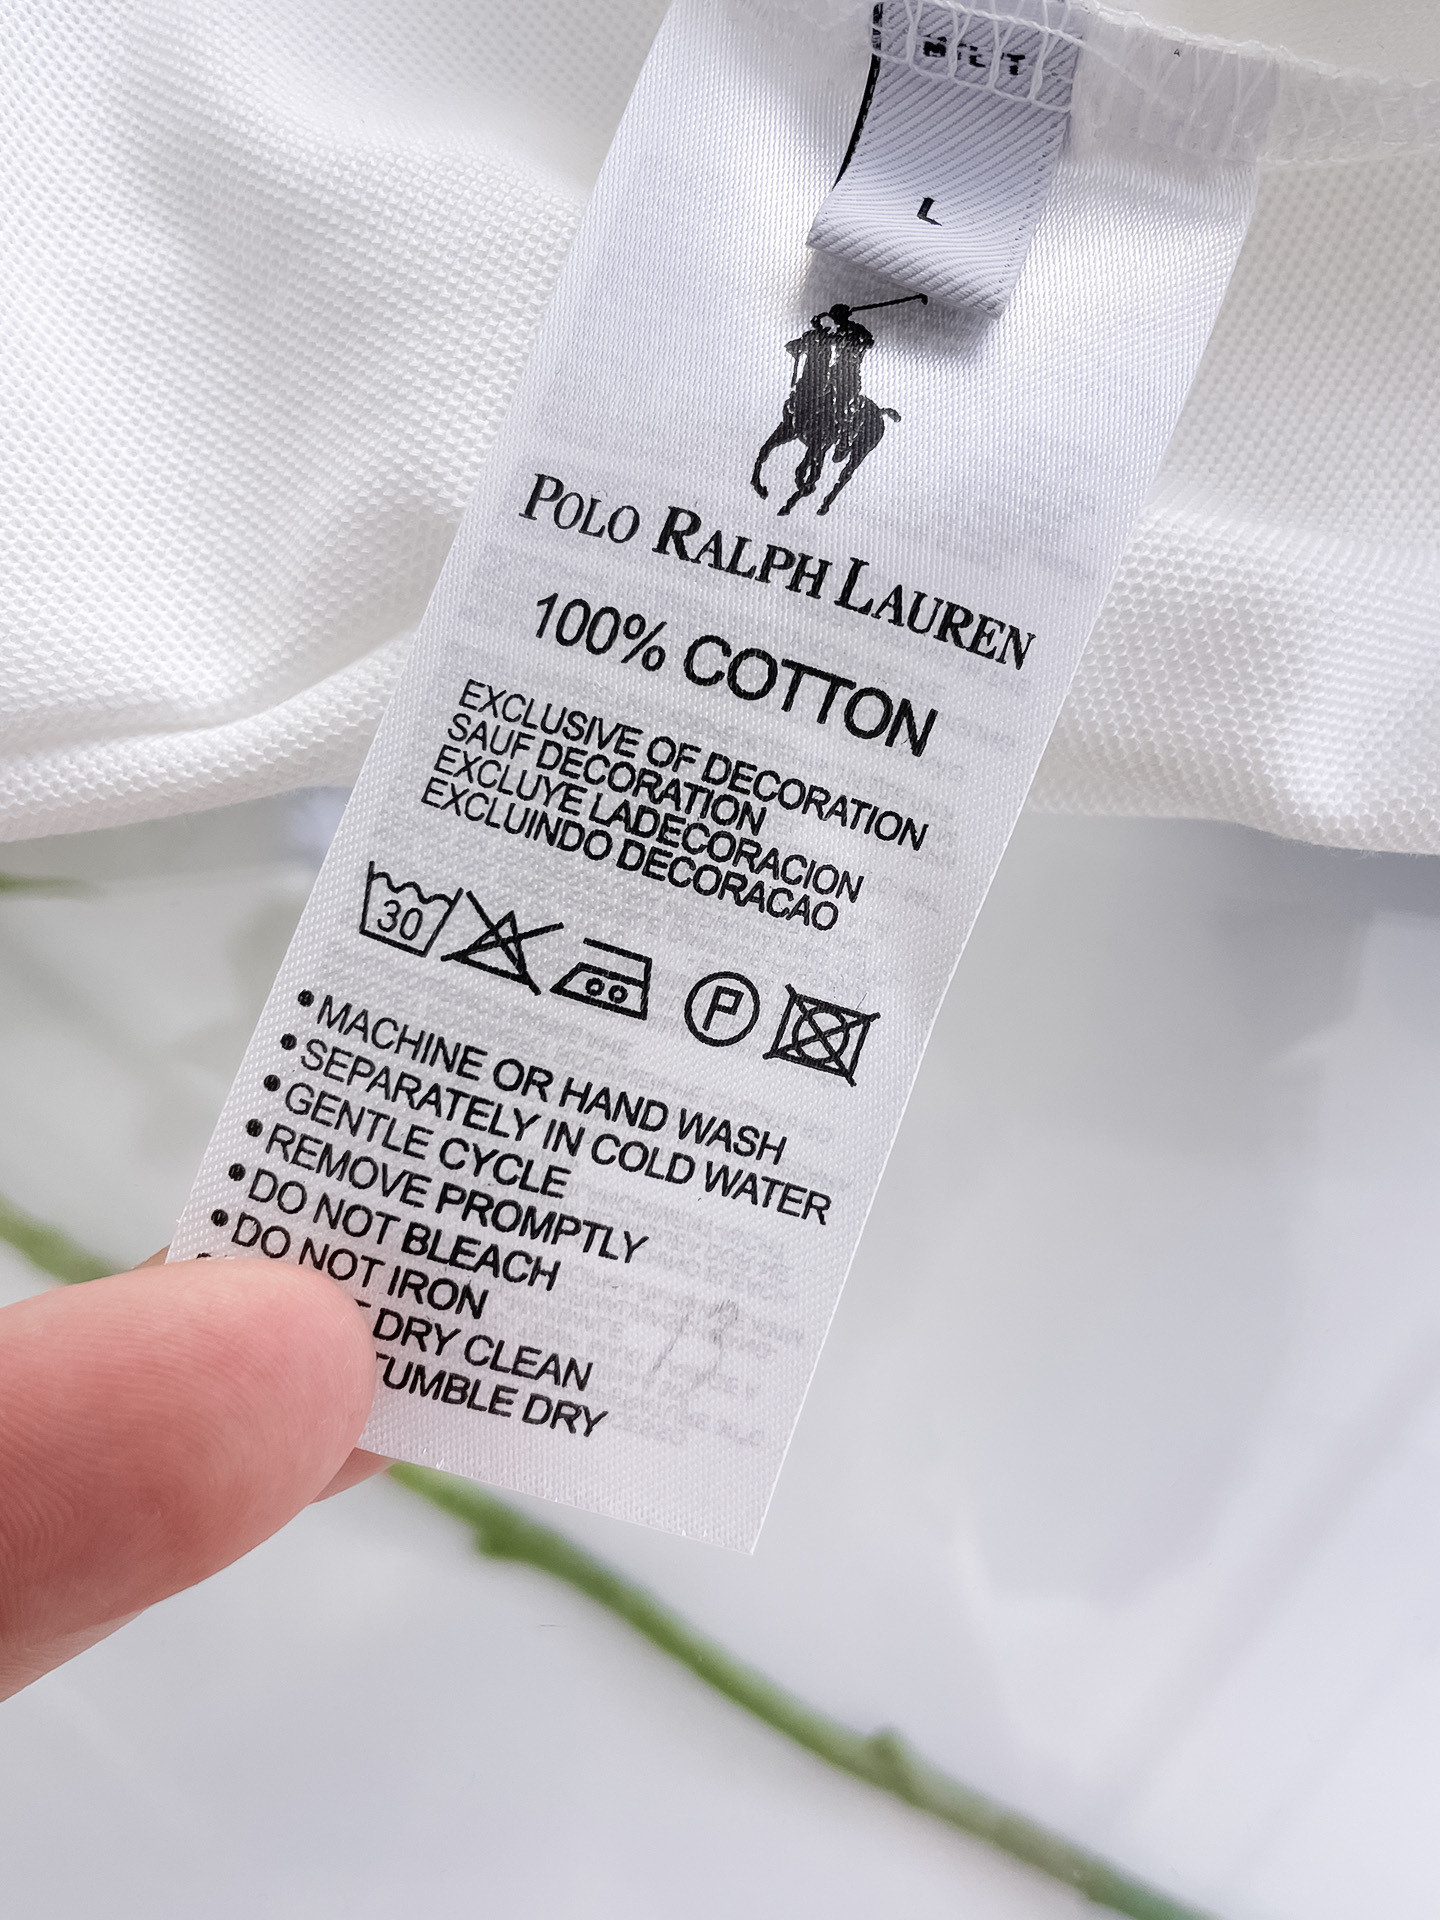 L
POLO RALPH LAUREN
100% COTTON
EXCLUSIVE OF DECORATION
SAUF DECORATION
EXCLUYE LADECORACION
EXCLUINDO DECORACAO
30 P
•MACHINE OR HAND WASH
•SEPARATELY IN COLD WATER
•GENTLE CYCLE
•REMOVE PROMPTLY
•DO NOT BLEACH
•DO NOT IRON
DRY CLEAN
TUMBLE DRY